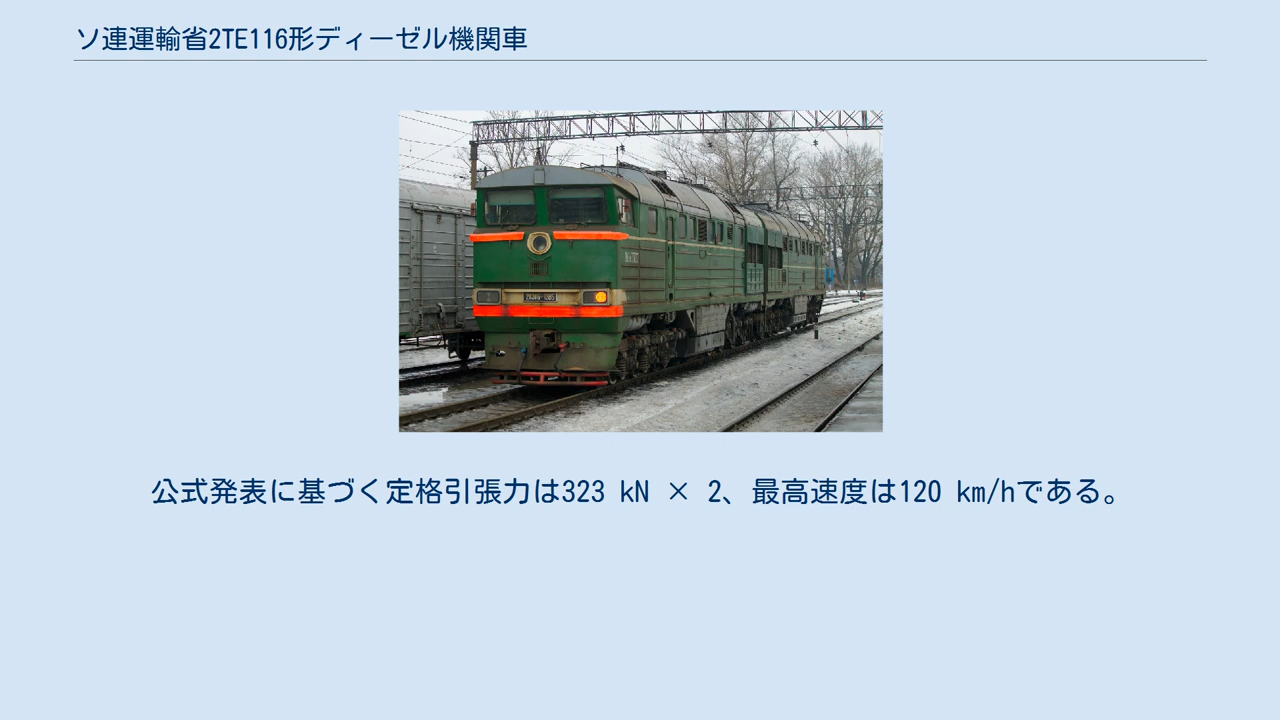 ソ連運輸省2TE116形ディーゼル機関車
公式発表に基づく定格引張力は323 kN × 2、最高速度は120 km/hである。